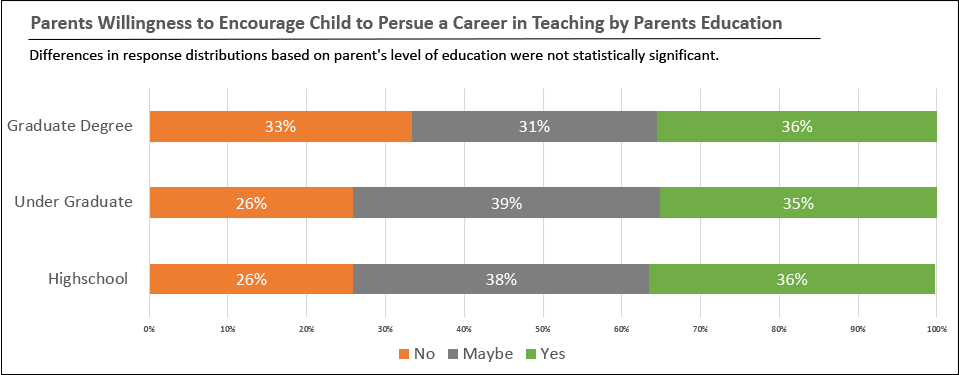 Parents Willingness to Encourage Child to Persue a Career in Teaching by Parents Education
Differences in response distributions based on parent's level of education were not statistically significant.
Graduate Degree 33% 31% 36%
Under Graduate 26% 39% 35%
Highschool 26% 38% 36%
0% 10% 20% 30% 40% 50% 60% 70% 80% 90% 100%
No Maybe Yes